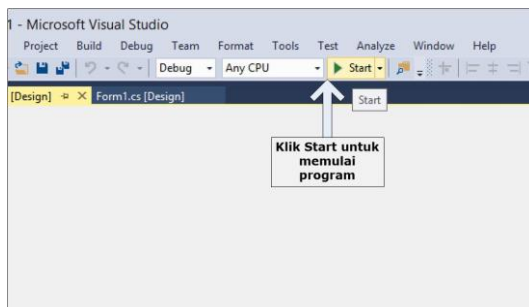 1 - Microsoft Visual Studio
Project Build Debug Team Format Tools Test Analyze Window Help
Debug Any CPU Start
[Design] Form1.cs [Design]
Start
Klik Start untuk
memulai
program